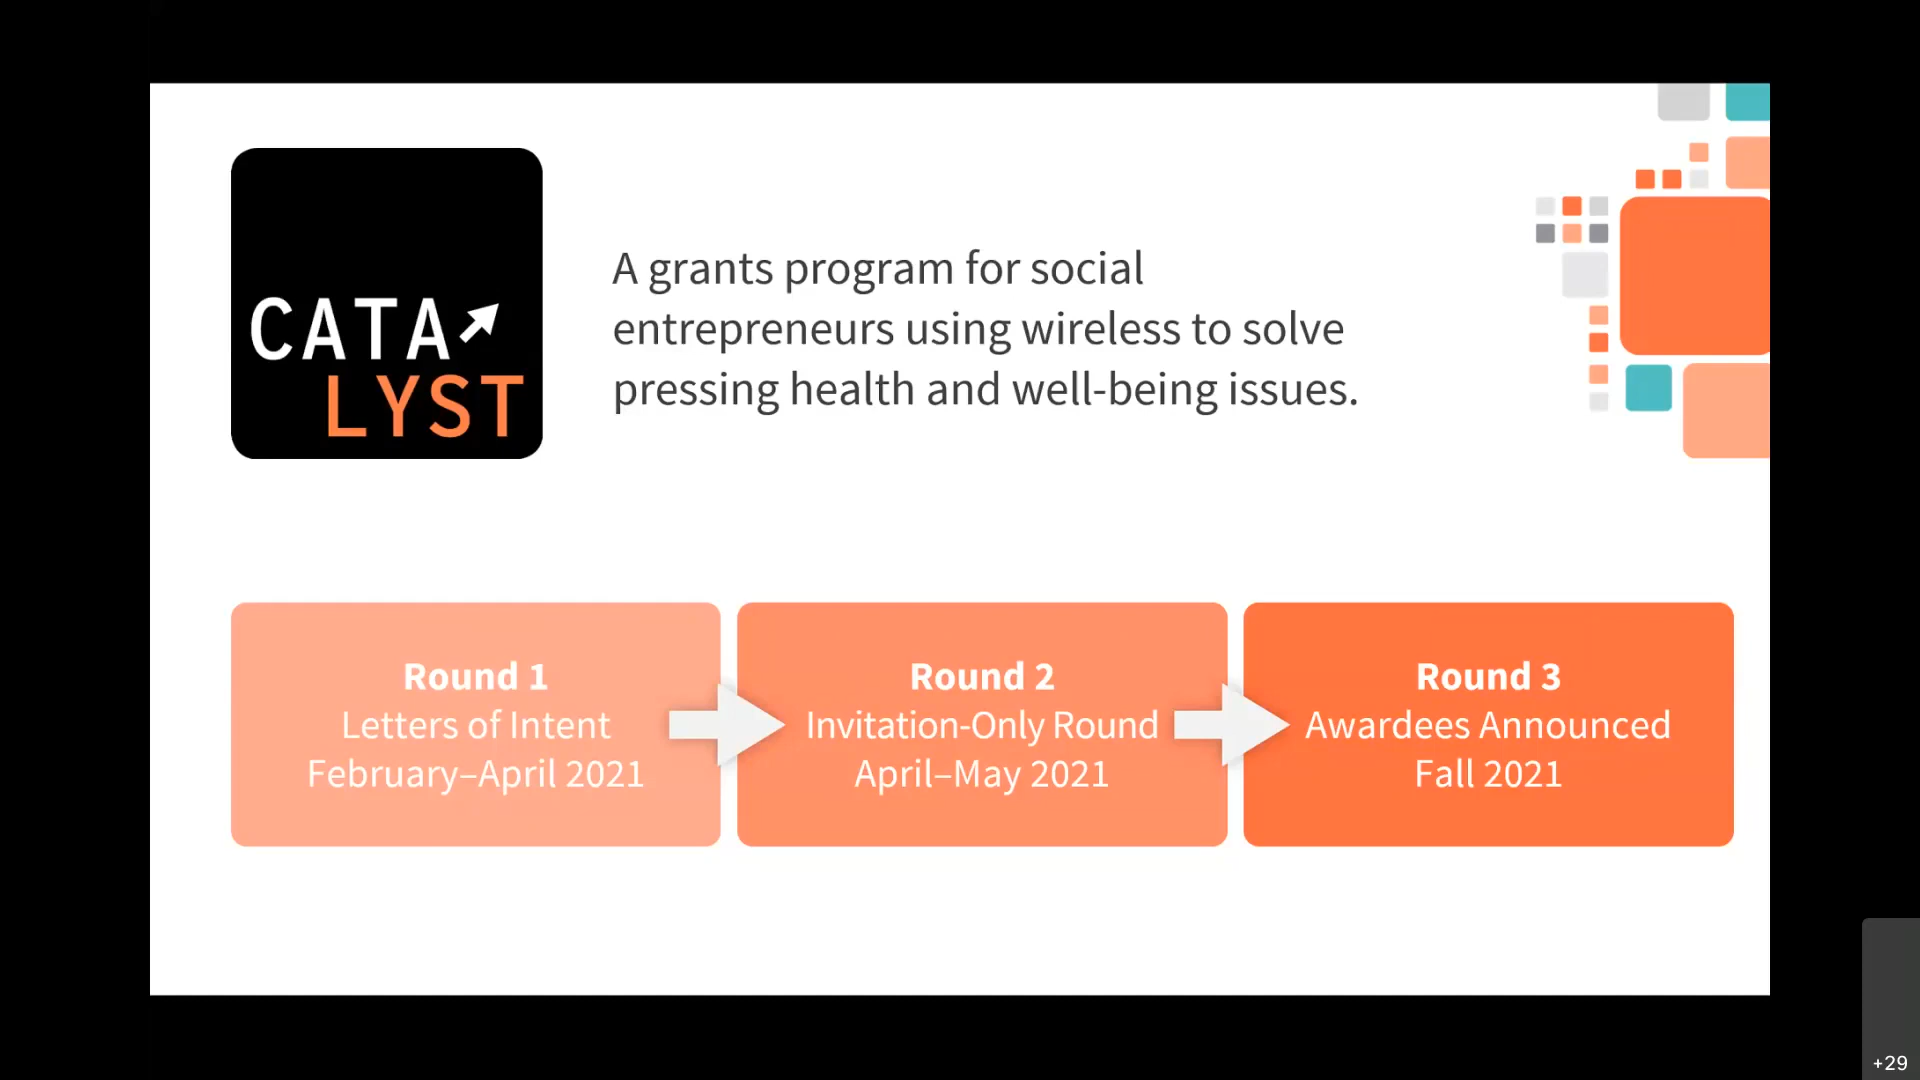 CATA
LYST
A grants program for social
entrepreneurs using wireless to solve
pressing health and well-being issues.
Round 1
Letters of Intent
February–April 2021
Round 2
Invitation-Only Round
April–May 2021
Round 3
Awardees Announced
Fall 2021
+29